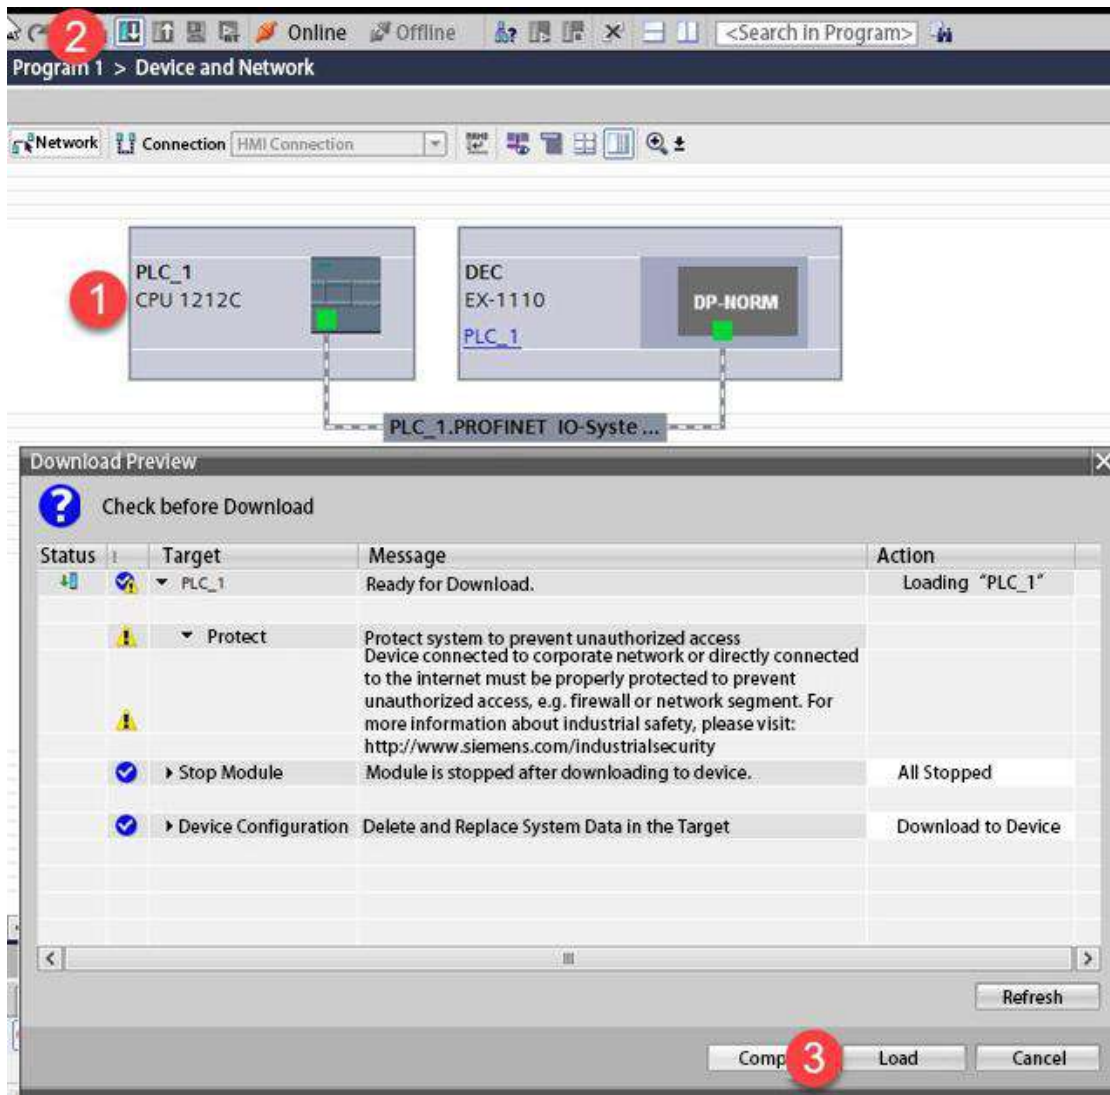 2
Online
Offline
<Search in Program>
Program 1 > Device and Network
Network
Connection
HMI Connection
PLC_1
CPU 1212C
1
DEC
EX-1110
PLC_1
DP-NORM
PLC_1.PROFINET IO-Syste ...
Download Preview
Check before Download
Status ! Target Message Action
PLC_1 Ready for Download. Loading "PLC_1"
Protect Protect system to prevent unauthorized access
Device connected to corporate network or directly connected
to the internet must be properly protected to prevent
unauthorized access, e.g. firewall or network segment. For
more information about industrial safety, please visit:
http://www.siemens.com/industrialsecurity
Stop Module Module is stopped after downloading to device. All Stopped
Device Configuration Delete and Replace System Data in the Target Download to Device
Refresh
Comp 3 Load Cancel